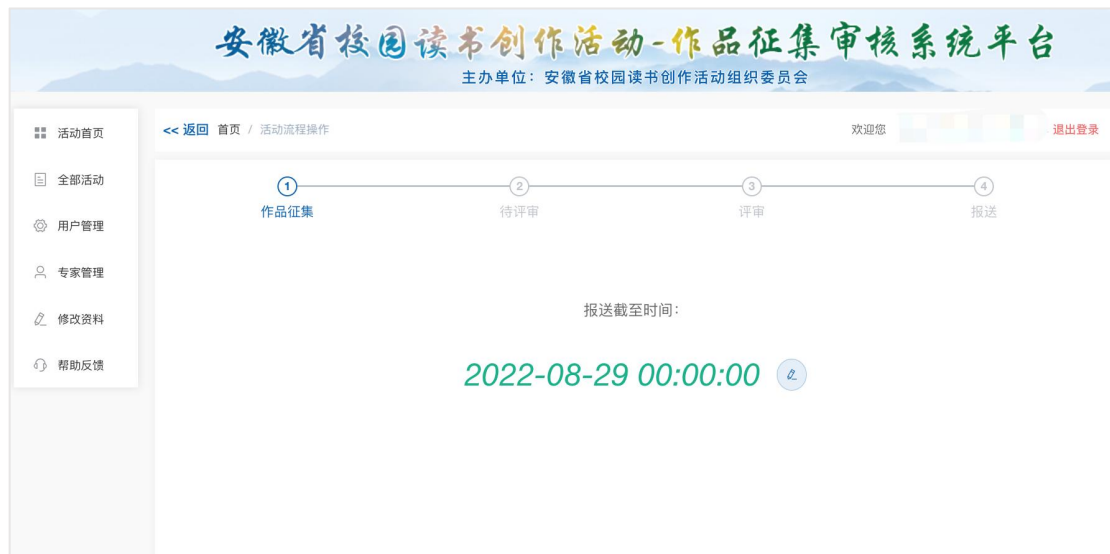 安徽省校园读书创作活动-作品征集审核系统平台
主办单位：安徽省校园读书创作活动组织委员会
活动首页
全部活动
用户管理
专家管理
修改资料
帮助反馈
<< 返回 首页 / 活动流程操作
欢迎您 退出登录
1 2 3 4
作品征集 待评审 评审 报送
报送截至时间：
2022-08-29 00:00:00